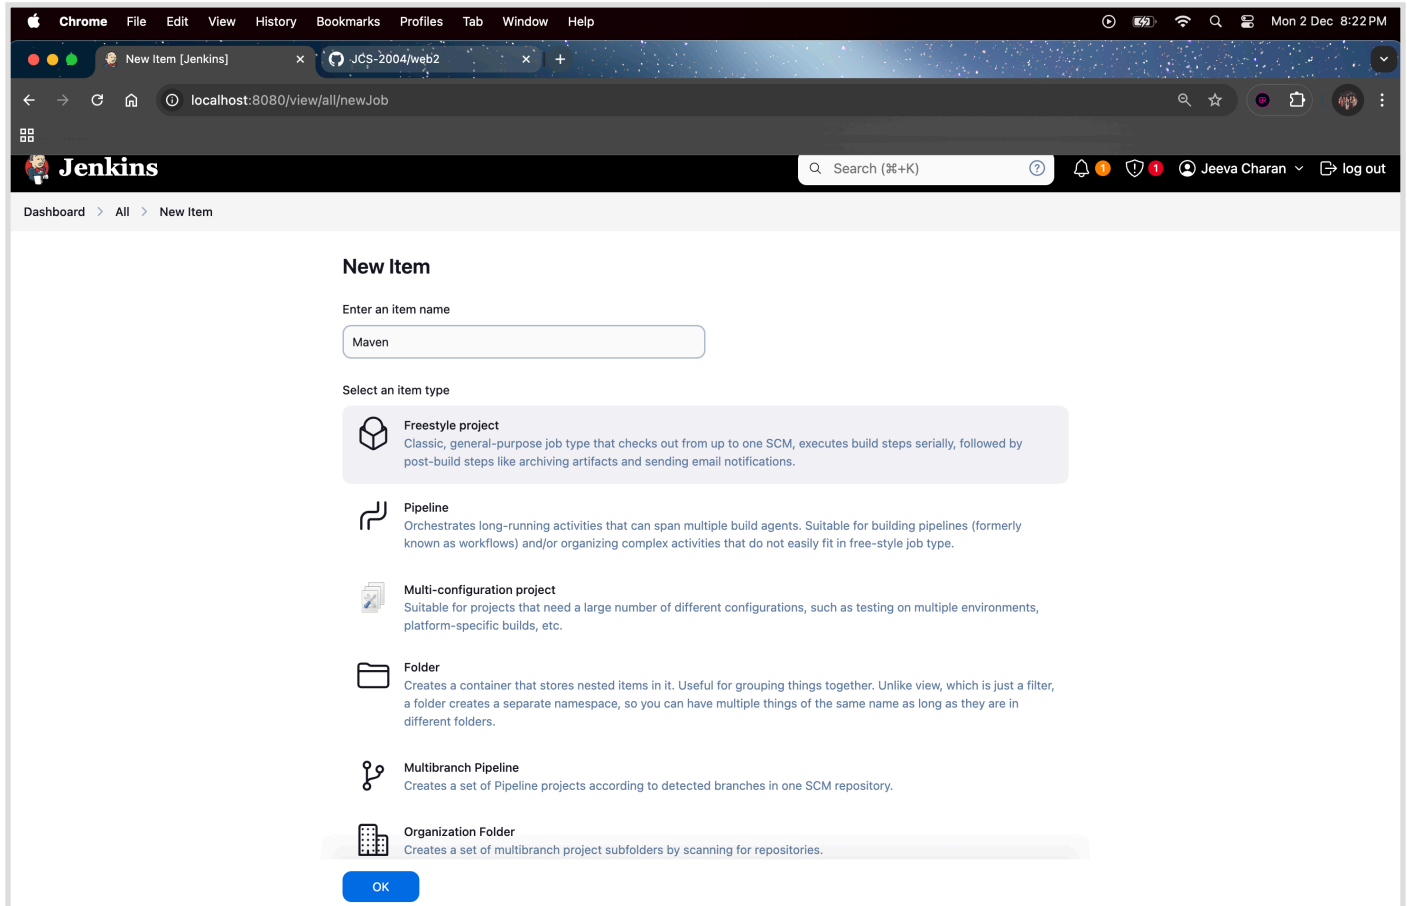 Chrome File Edit View History Bookmarks Profiles Tab Window Help Mon 2 Dec 8:22 PM
New Item [Jenkins] JCS-2004/web2
localhost:8080/view/all/newJob
Jenkins Search (⌘+K) ? 1 1 Jeeva Charan log out
Dashboard > All > New Item
New Item
Enter an item name
Maven
Select an item type
Freestyle project
Classic, general-purpose job type that checks out from up to one SCM, executes build steps serially, followed by
post-build steps like archiving artifacts and sending email notifications.
Pipeline
Orchestrates long-running activities that can span multiple build agents. Suitable for building pipelines (formerly
known as workflows) and/or organizing complex activities that do not easily fit in free-style job type.
Multi-configuration project
Suitable for projects that need a large number of different configurations, such as testing on multiple environments,
platform-specific builds, etc.
Folder
Creates a container that stores nested items in it. Useful for grouping things together. Unlike view, which is just a filter,
a folder creates a separate namespace, so you can have multiple things of the same name as long as they are in
different folders.
Multibranch Pipeline
Creates a set of Pipeline projects according to detected branches in one SCM repository.
Organization Folder
Creates a set of multibranch project subfolders by scanning for repositories.
OK